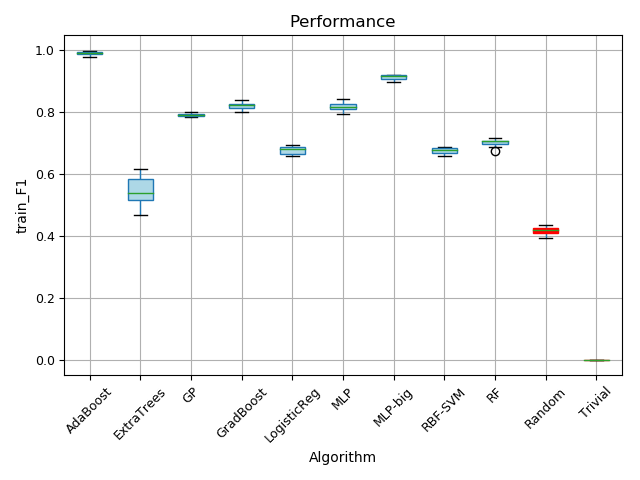 Performance
1.0
0.8
0.6
0.4
0.2
0.0
train_F1
AdaBoost
ExtraTrees
GP
GradBoost
LogisticReg
MLP
MLP-big
RBF-SVM
RF
Random
Trivial
Algorithm